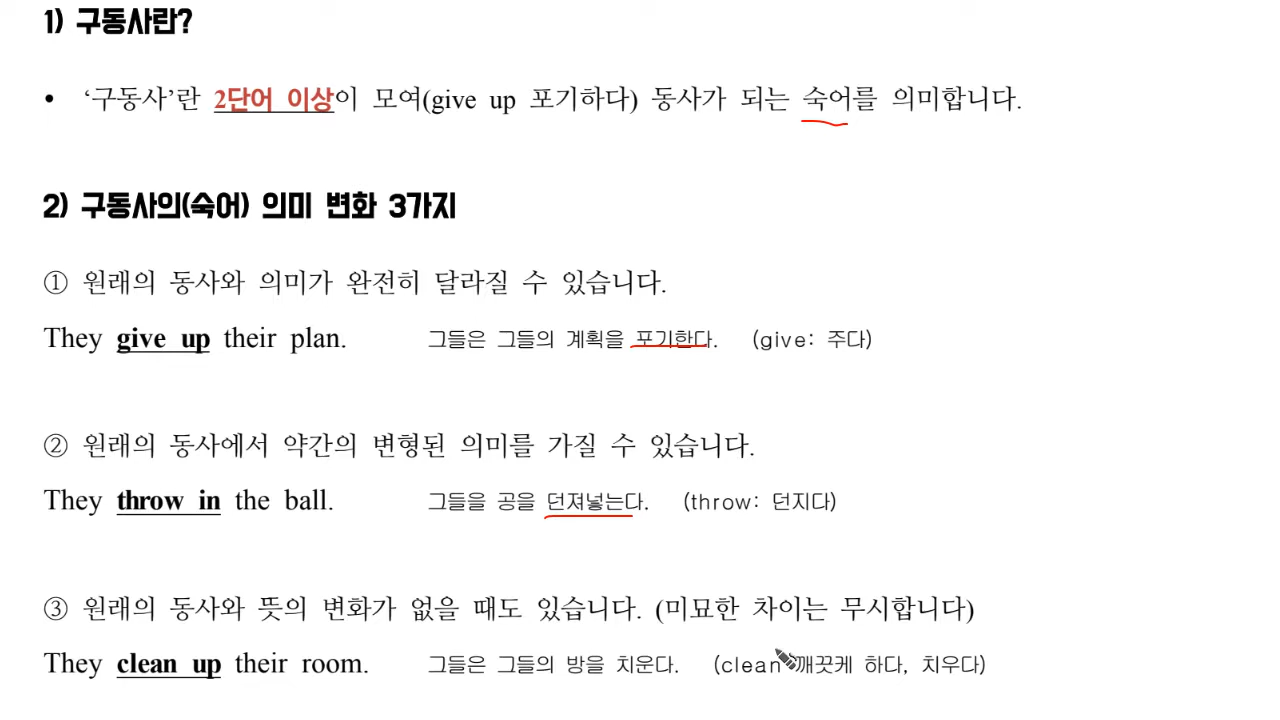 1) 구동사란?
• ‘구동사’란 2단어 이상이 모여(give up 포기하다) 동사가 되는 숙어를 의미합니다.
2) 구동사의(숙어) 의미 변화 3가지
① 원래의 동사와 의미가 완전히 달라질 수 있습니다.
They give up their plan. 그들은 그들의 계획을 포기한다. (give: 주다)
② 원래의 동사에서 약간의 변형된 의미를 가질 수 있습니다.
They throw in the ball. 그들을 공을 던져넣는다. (throw: 던지다)
③ 원래의 동사와 뜻의 변화가 없을 때도 있습니다. (미묘한 차이는 무시합니다)
They clean up their room. 그들은 그들의 방을 치운다. (clean 깨끗케 하다, 치우다)